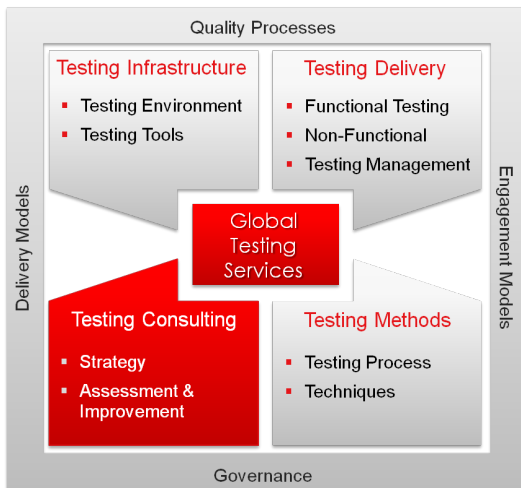 Quality Processes
Testing Infrastructure
▪ Testing Environment
▪ Testing Tools
Testing Delivery
▪ Functional Testing
▪ Non-Functional
▪ Testing Management
Delivery Models
Engagement Models
Global
Testing
Services
Testing Consulting
▪ Strategy
▪ Assessment &
Improvement
Testing Methods
▪ Testing Process
▪ Techniques
Governance